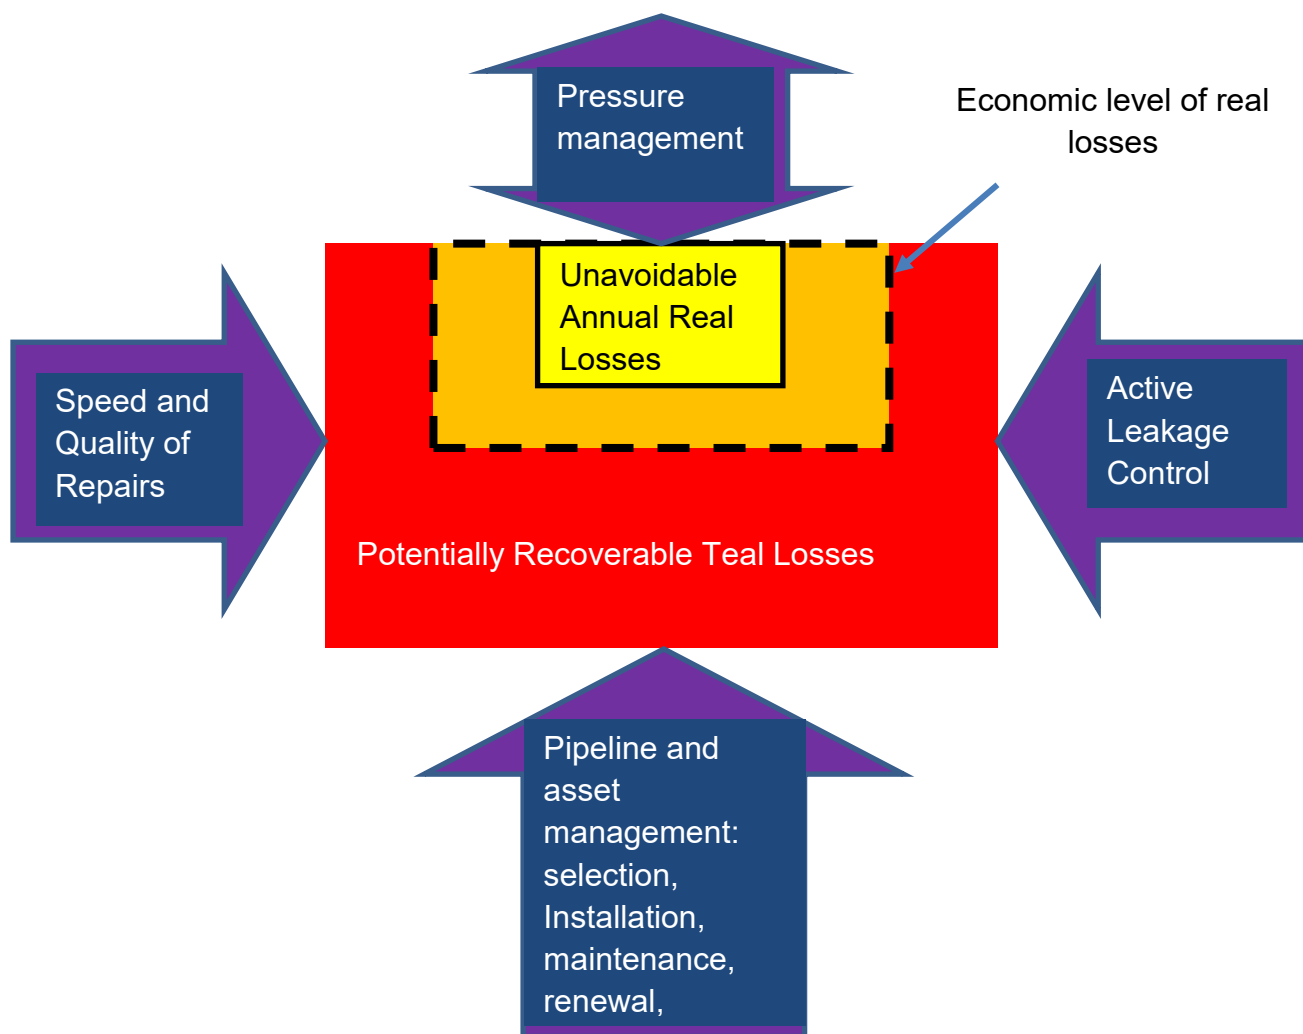 Pressure
management
Economic level of real
losses
Unavoidable
Annual Real
Losses
Speed and
Quality of
Repairs
Active
Leakage
Control
Potentially Recoverable Teal Losses
Pipeline and
asset
management:
selection,
Installation,
maintenance,
renewal,